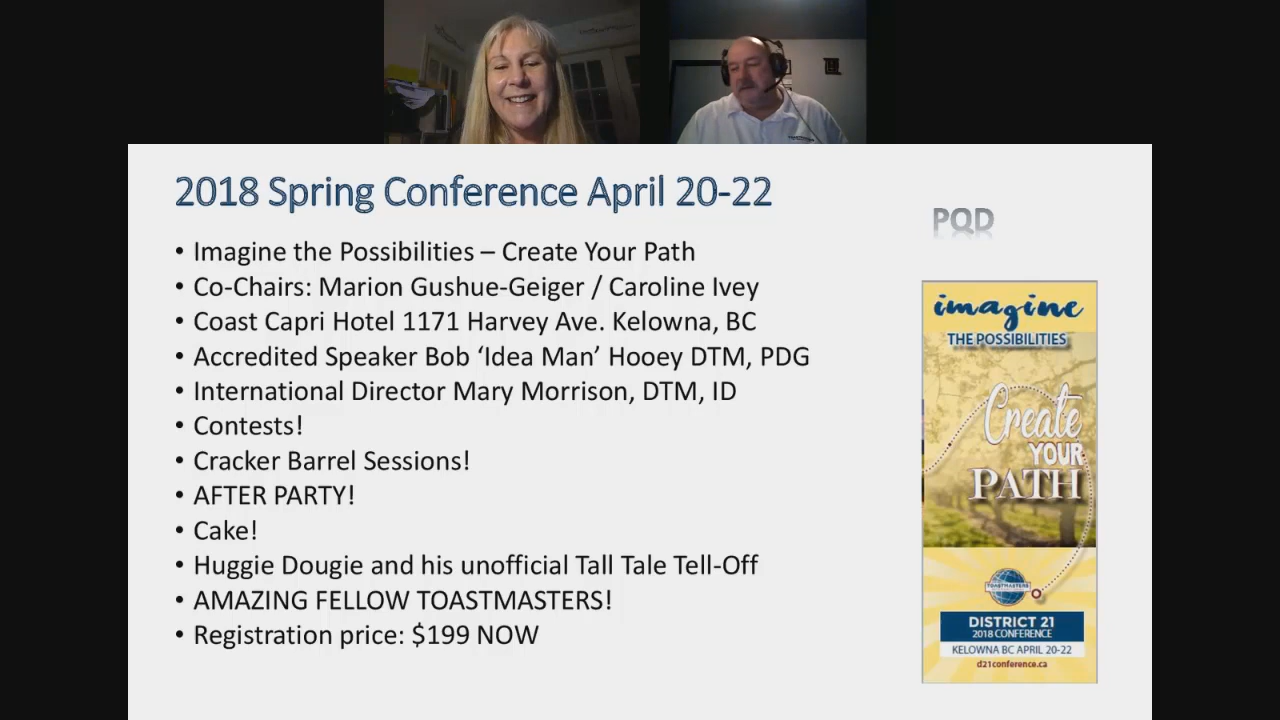 2018 Spring Conference April 20-22
PQD
• Imagine the Possibilities – Create Your Path
• Co-Chairs: Marion Gushue-Geiger / Caroline Ivey
• Coast Capri Hotel 1171 Harvey Ave. Kelowna, BC
• Accredited Speaker Bob ‘Idea Man’ Hooey DTM, PDG
• International Director Mary Morrison, DTM, ID
• Contests!
• Cracker Barrel Sessions!
• AFTER PARTY!
• Cake!
• Huggie Dougie and his unofficial Tall Tale Tell-Off
• AMAZING FELLOW TOASTMASTERS!
• Registration price: $199 NOW
imagine
THE POSSIBILITIES
Create
YOUR
PATH
TOASTMASTERS
DISTRICT 21
2018 CONFERENCE
KELOWNA BC APRIL 20-22
d21conference.ca